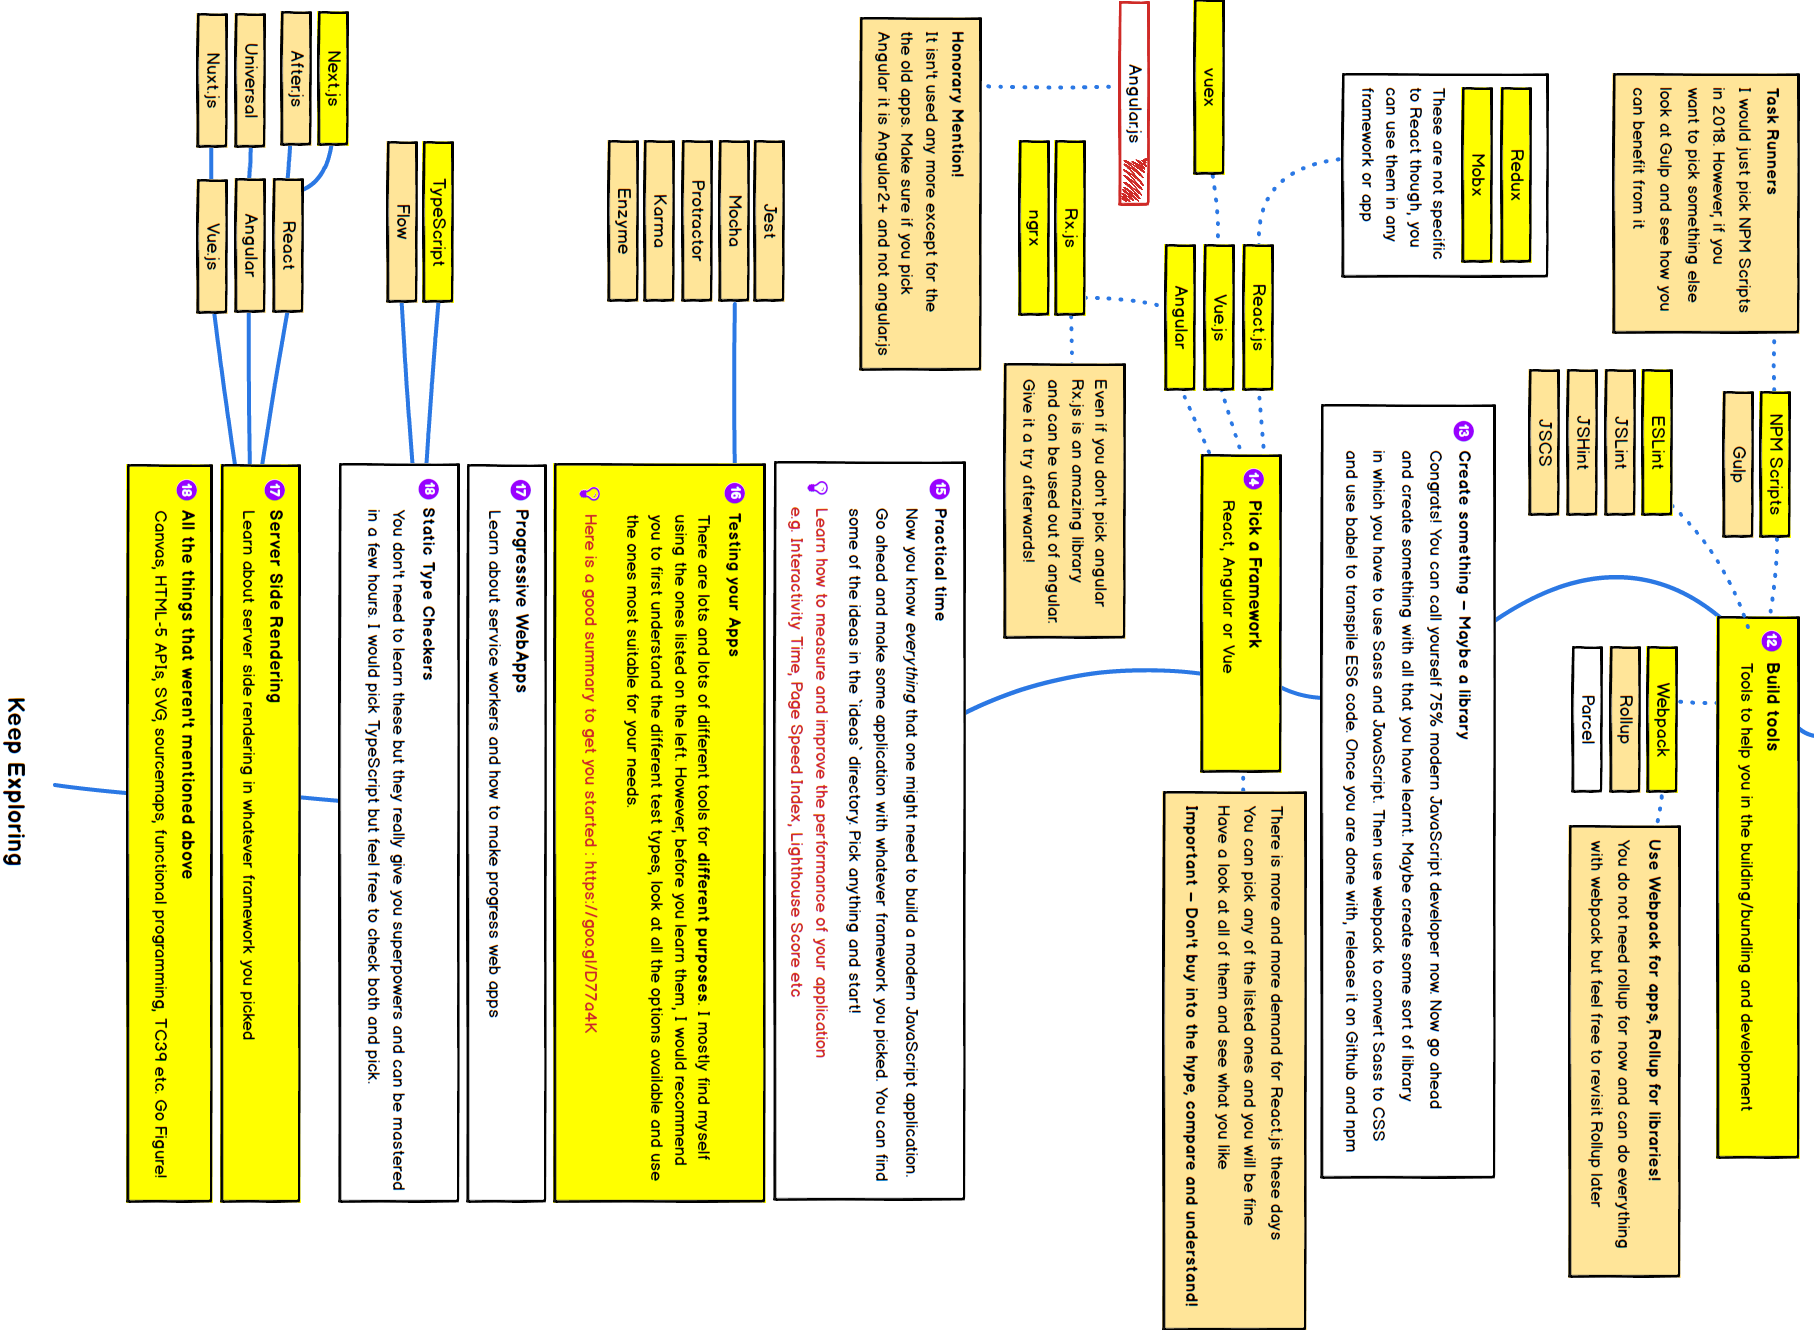 Task Runners
I would just pick NPM Scripts
in 2018. However, if you
want to pick something else
look at Gulp and see how you
can benefit from it
NPM Scripts
Gulp
ESLint
JSLint
JSHint
JSCS
12 Build tools
Tools to help you in the building/bundling and development
Webpack
Rollup
Parcel
Use Webpack for apps, Rollup for libraries!
You do not need rollup for now and can do everything
with webpack but feel free to revisit Rollup later
13 Create something – Maybe a library
Congrats! You can call yourself 75% modern JavaScript developer now. Now go ahead
and create something with all that you have learnt. Maybe create some sort of library
in which you have to use Sass and JavaScript. Then use webpack to convert Sass to CSS
and use babel to transpile ES6 code. Once you are done with, release it on Github and npm
Redux
Mobx
These are not specific
to React though, you
can use them in any
framework or app
React.js
Vue.js
Angular
vuex
14 Pick a Framework
React, Angular or Vue
There is more and more demand for React.js these days
You can pick any of the listed ones and you will be fine
Have a look at all of them and see what you like
Important – Don't buy into the hype, compare and understand!
Angular.js
Rx.js
ngrx
Even if you don't pick angular
Rx.js is an amazing library
and can be used out of angular.
Give it a try afterwards!
Honorary Mention!
It isn't used any more except for the
the old apps. Make sure if you pick
Angular it is Angular2+ and not angular.js
15 Practical time
Now you know everything that one might need to build a modern JavaScript application.
Go ahead and make some application with whatever framework you picked. You can find
some of the ideas in the `ideas` directory. Pick anything and start!
Learn how to measure and improve the performance of your application
e.g. Interactivity Time, Page Speed Index, Lighthouse Score etc
Jest
Mocha
Protractor
Karma
Enzyme
16 Testing your Apps
There are lots and lots of different tools for different purposes. I mostly find myself
using the ones listed on the left. However, before you learn them, I would recommend
you to first understand the different test types, look at all the options available and use
the ones most suitable for your needs.
Here is a good summary to get you started : https://goo.gl/D77a4K
17 Progressive Web Apps
Learn about service workers and how to make progress web apps
TypeScript
Flow
18 Static Type Checkers
You don't need to learn these but they really give you superpowers and can be mastered
in a few hours. I would pick TypeScript but feel free to check both and pick.
Next.js
After.js
Universal
Nuxt.js
React
Angular
Vue.js
17 Server Side Rendering
Learn about server side rendering in whatever framework you picked
18 All the things that weren't mentioned above
Canvas, HTML-5 APIs, SVG, sourcemaps, functional programming, TC39 etc. Go Figure!
Keep Exploring